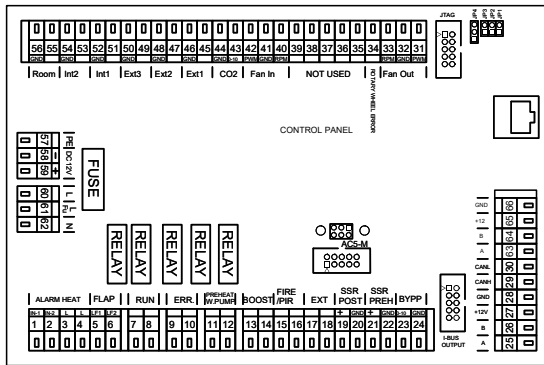 JTAG
JP4
JP3
JP2
JP1
56 55 54 53 52 51 50 49 48 47 46 45 44 43 42 41 40 39 38 37 36 35 34 33 32 31
GND GND GND GND GND GND GND 0-10 PWM GND RPM RPM GND PWM
Room Int2 Int1 Ext3 Ext2 Ext1 CO2 Fan In NOT USED ROTARY WHEEL ERROR Fan Out
CONTROL PANEL
57 PE
58 - DC 12V
59 +
60 L
61 L Fu
62 N
FUSE
RELAY RELAY RELAY RELAY RELAY
AC5-M
GND 66
+12 65
B 64
A 63
CANL 30
CANH 29
GND 28
+12V 27
B 26
A 25
I-BUS
OUTPUT
ALARM HEAT FLAP RUN ERR. PREHEAT W.PUMP BOOST FIRE /PIR EXT SSR POST SSR PREH BYPP
IN-1 IN-2 L L LF1 LF2 + GND + GND 0-10 GND
1 2 3 4 5 6 7 8 9 10 11 12 13 14 15 16 17 18 19 20 21 22 23 24